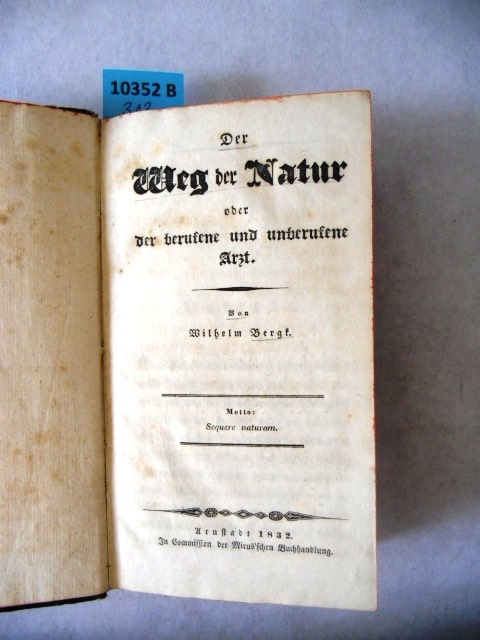 10352 B
Der
Weg der Natur
oder
der berufene und unberufene
Arzt.
Von
Wilhelm Bergk.
Motto:
Sequere naturam.
Arnstadt 1832.
In Commission der Mirus'schen Buchhandlung.